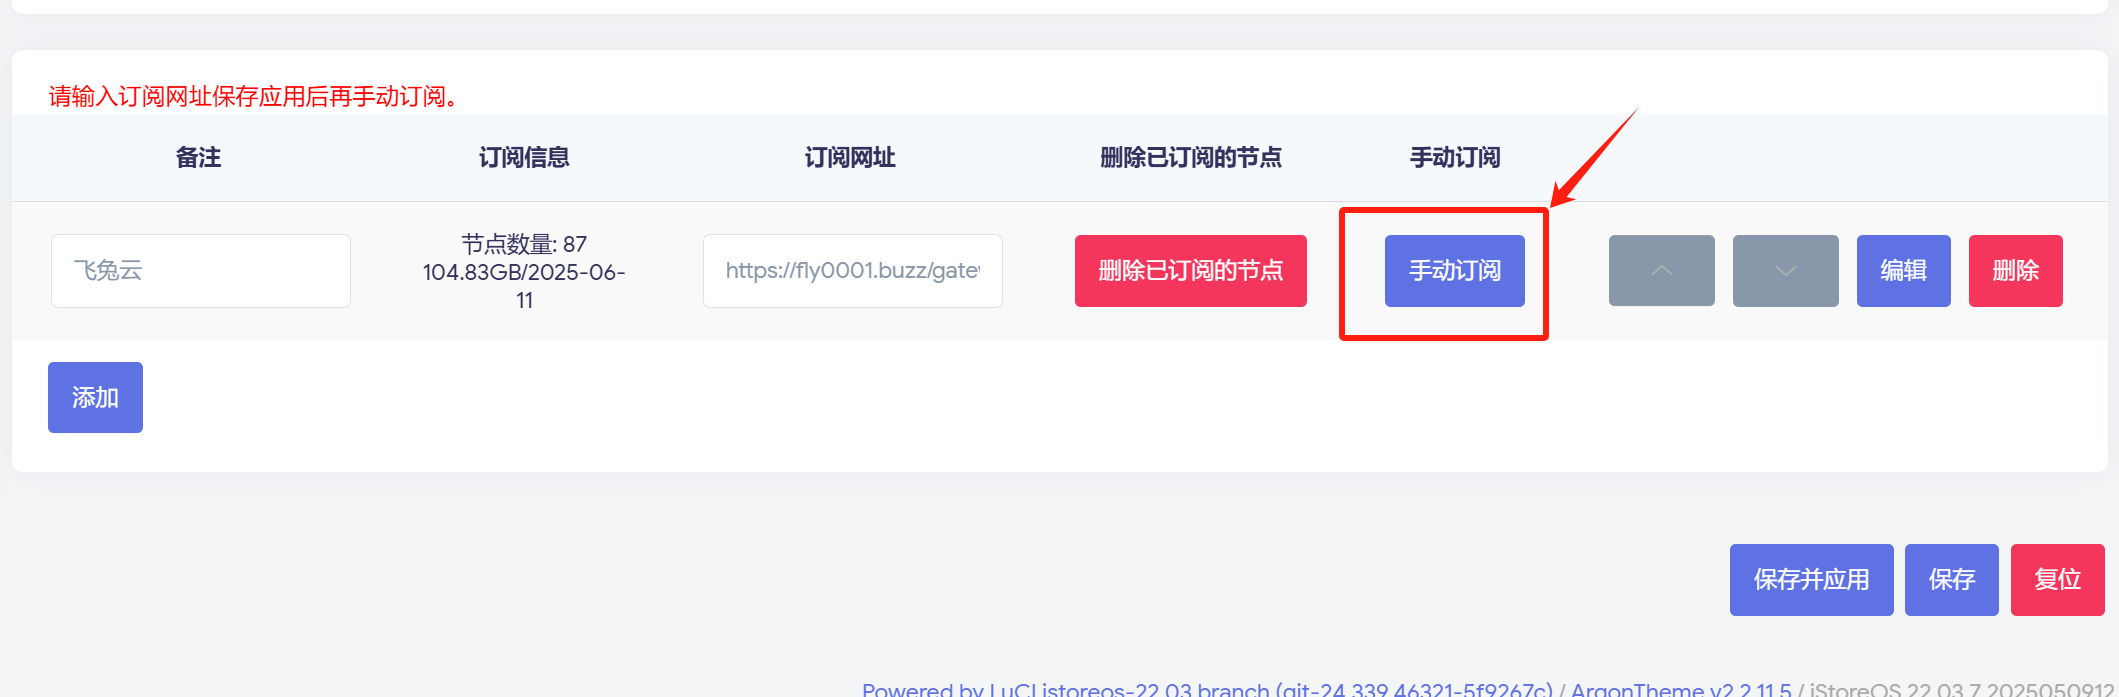 请输入订阅网址保存应用后再手动订阅。
备注 订阅信息 订阅网址 删除已订阅的节点 手动订阅
飞兔云
节点数量: 87
104.83GB/2025-06-
11
https://fly0001.buzz/gate
删除已订阅的节点 手动订阅 编辑 删除
添加
保存并应用 保存 复位
Powered by LuCI istoreos-22.03 branch (git-24.339.46321-5f9267c) / ArgonTheme v2.2.11.5 / iStoreOS 22.03.7 2025050912